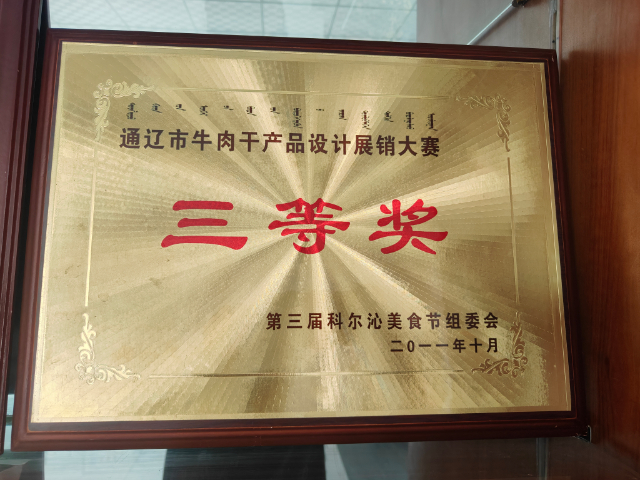 通辽市牛肉干产品设计展销大赛
三等奖
第三届科尔沁美食节组委会
二0一一年十月